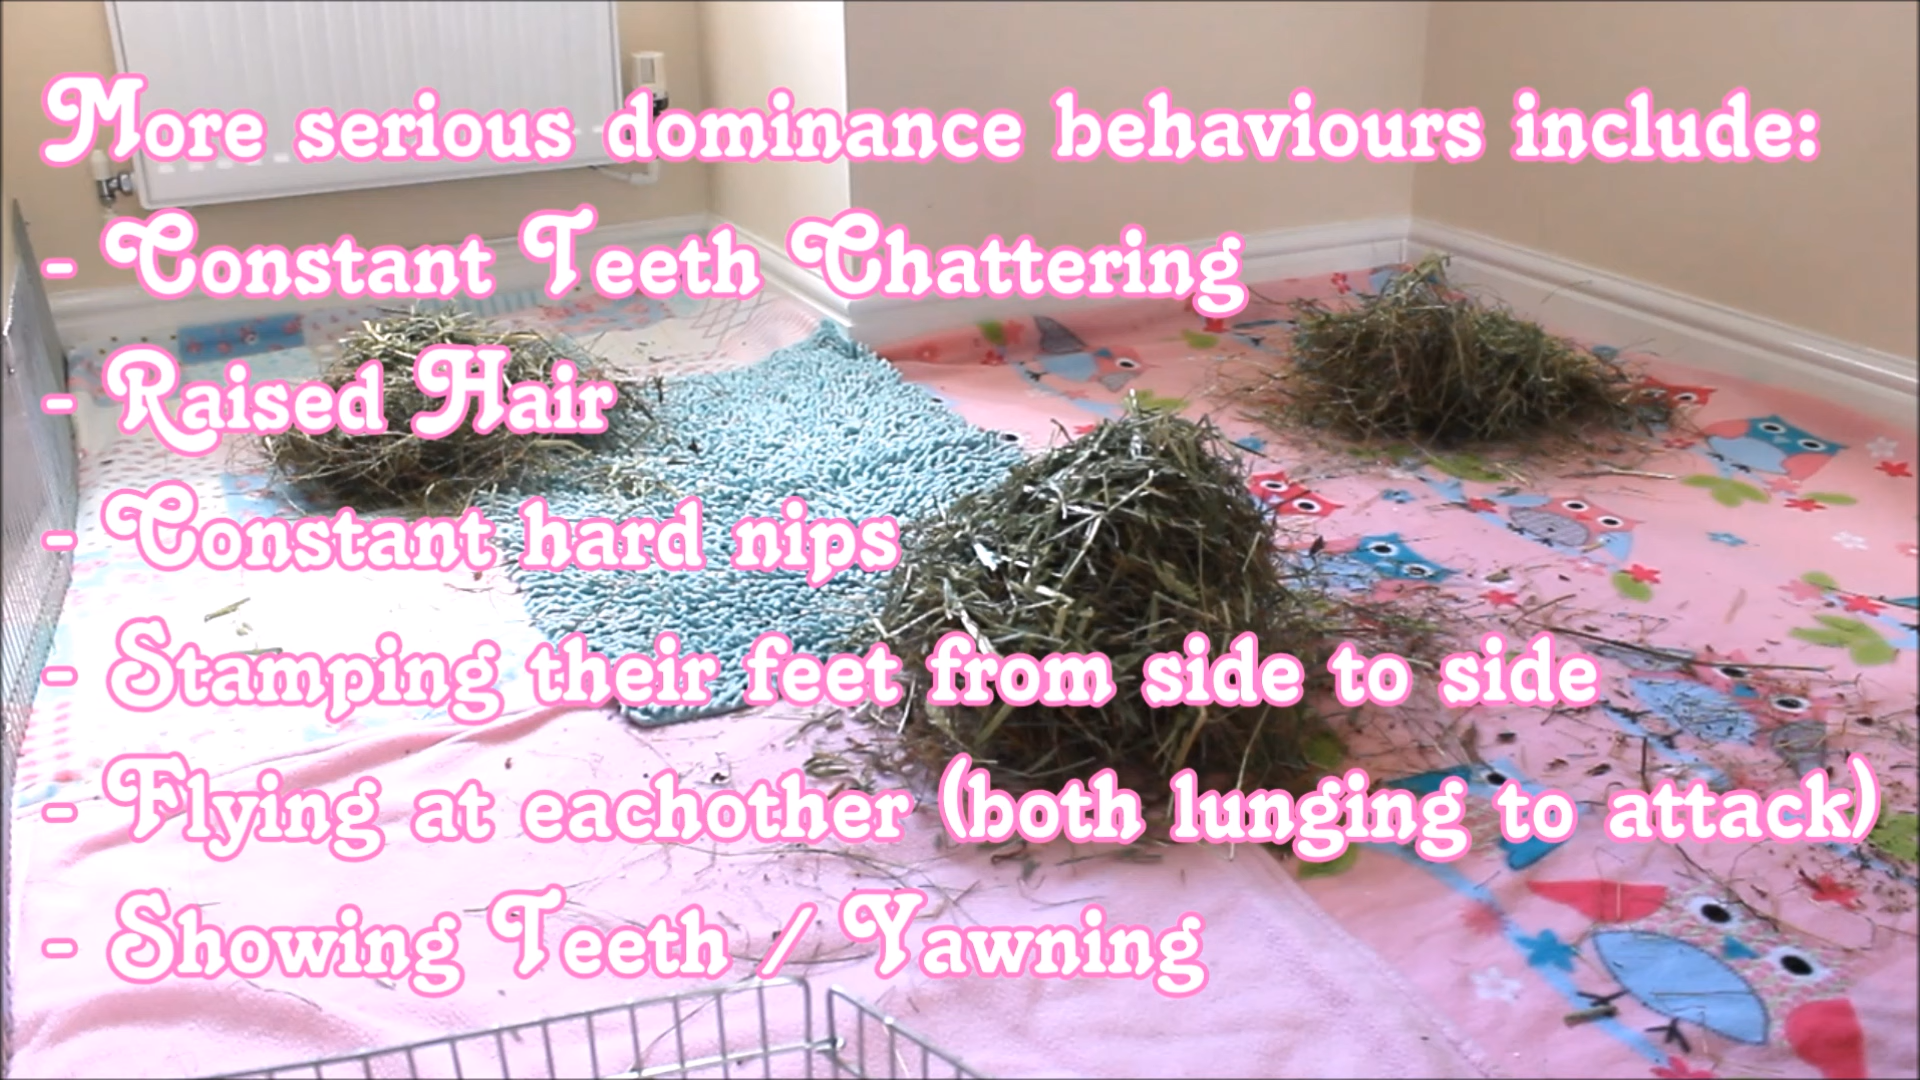 More serious dominance behaviours include:
- Constant Teeth Chattering
- Raised Hair
- Constant hard nips
- Stamping their feet from side to side
- Flying at eachother (both lunging to attack)
- Showing Teeth / Yawning